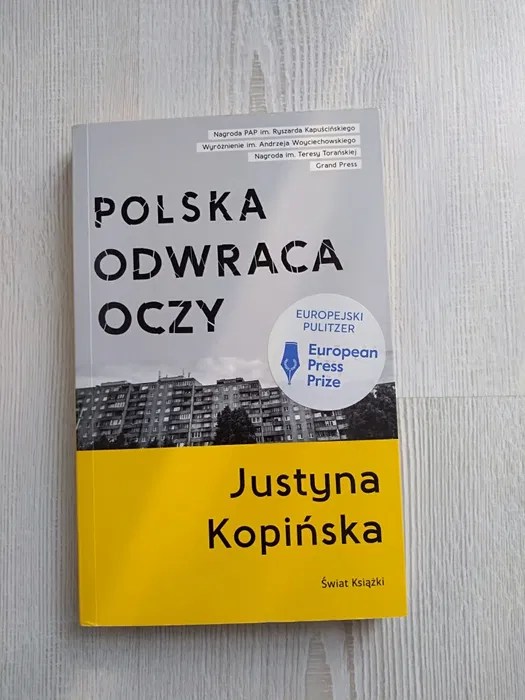 Nagroda PAP im. Ryszarda Kapuścińskiego
Wyróżnienie im. Andrzeja Woyciechowskiego
Nagroda im. Teresy Torańskiej
Grand Press
POLSKA
ODWRACA
OCZY
EUROPEJSKI
PULITZER
European
Press
Prize
Justyna
Kopińska
Świat Książki